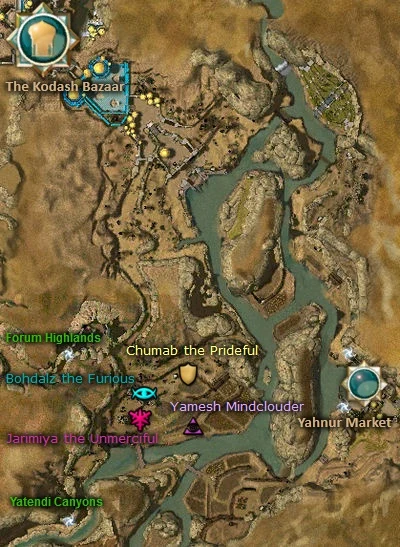 The Kodash Bazaar
Forum Highlands
Chumab the Prideful
Bohdalz the Furious
Yamesh Mindclouder
Yahnur Market
Jarimiya the Unmerciful
Yatendi Canyons